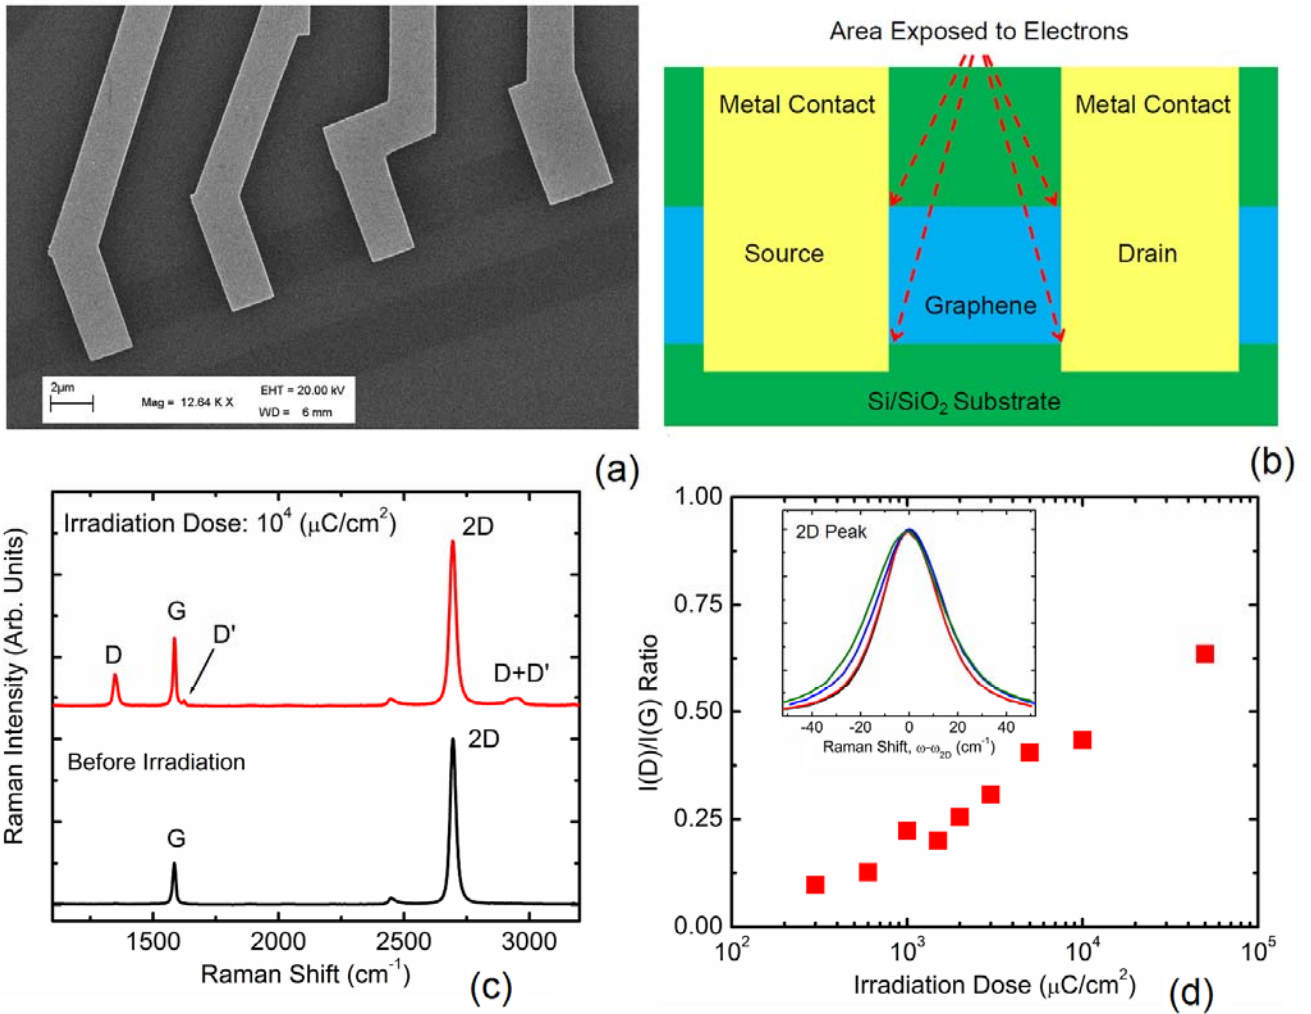 2μm
Mag = 12.64 K X
EHT = 20.00 kV
WD = 6 mm
(a)
Area Exposed to Electrons
Metal Contact
Metal Contact
Source
Drain
Graphene
Si/SiO2 Substrate
(b)
Irradiation Dose: 10^4 (μC/cm^2)
2D
G
D'
D
D+D'
Before Irradiation
2D
G
Raman Intensity (Arb. Units)
1500 2000 2500 3000
Raman Shift (cm^-1)
(c)
1.00
0.75
0.50
0.25
0.00
I(D)/I(G) Ratio
2D Peak
-40 -20 0 20 40
Raman Shift, ω-ω2D (cm^-1)
10^2 10^3 10^4 10^5
Irradiation Dose (μC/cm^2)
(d)